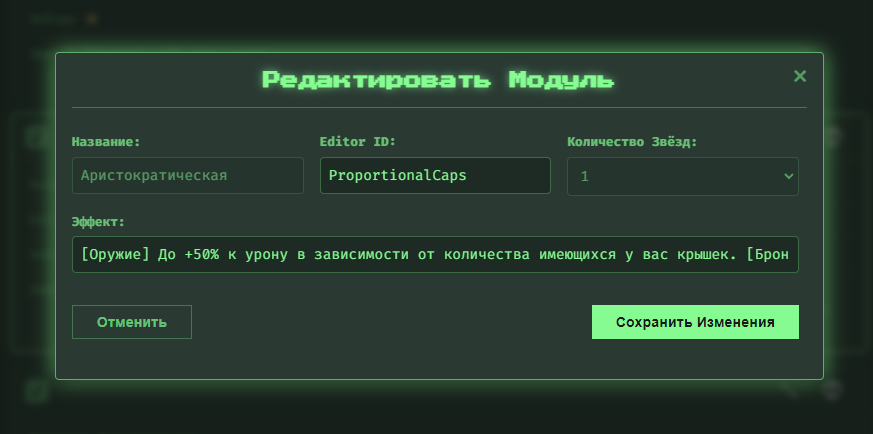 Редактировать Модуль
×
Название: Editor ID: Количество Звёзд:
Аристократическая ProportionalCaps 1
Эффект:
[Оружие] До +50% к урону в зависимости от количества имеющихся у вас крышек. [Брон
Отменить Сохранить Изменения